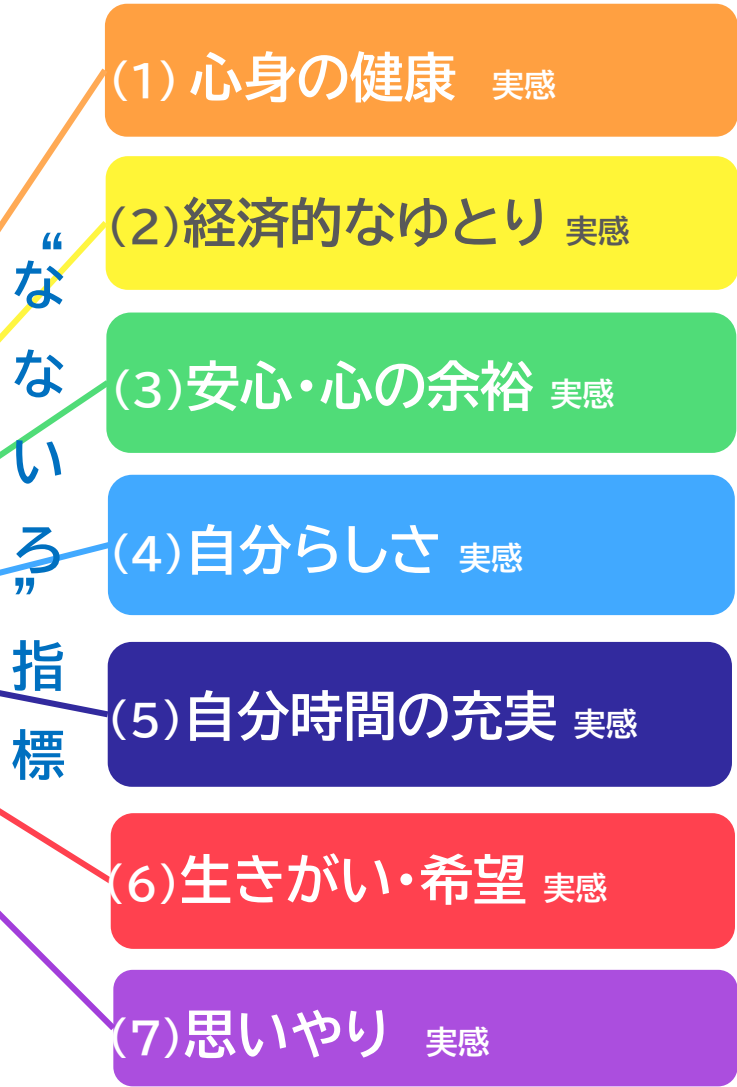 “なないろ”指標
(1) 心身の健康 実感
(2)経済的なゆとり 実感
(3)安心・心の余裕 実感
(4)自分らしさ 実感
(5)自分時間の充実 実感
(6)生きがい・希望 実感
(7)思いやり 実感